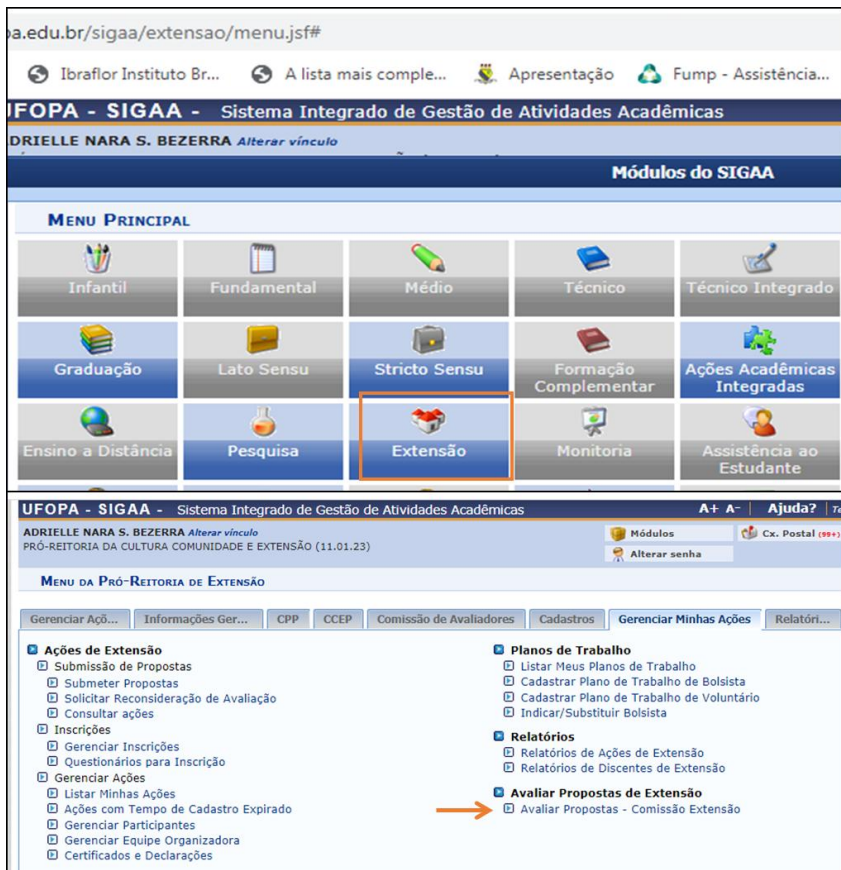 pa.edu.br/sigaa/extensao/menu.jsf#
Ibraflor Instituto Br... A lista mais comple... Apresentação Fump - Assistência...
UFOPA - SIGAA - Sistema Integrado de Gestão de Atividades Acadêmicas
ADRIELLE NARA S. BEZERRA Alterar vínculo
Módulos do SIGAA
MENU PRINCIPAL
Infantil Fundamental Médio Técnico Técnico Integrado
Graduação Lato Sensu Stricto Sensu Formação Complementar Ações Acadêmicas Integradas
Ensino a Distância Pesquisa Extensão Monitoria Assistência ao Estudante
UFOPA - SIGAA - Sistema Integrado de Gestão de Atividades Acadêmicas A+ A- Ajuda?
ADRIELLE NARA S. BEZERRA Alterar vínculo Módulos Cx. Postal (99+)
PRÓ-REITORIA DA CULTURA COMUNIDADE E EXTENSÃO (11.01.23) Alterar senha
MENU DA PRÓ-REITORIA DE EXTENSÃO
Gerenciar Açõ... Informações Ger... CPP CCEP Comissão de Avaliadores Cadastros Gerenciar Minhas Ações Relatóri...
Ações de Extensão
Submissão de Propostas
Submeter Propostas
Solicitar Reconsideração de Avaliação
Consultar ações
Inscrições
Gerenciar Inscrições
Questionários para Inscrição
Gerenciar Ações
Listar Minhas Ações
Ações com Tempo de Cadastro Expirado
Gerenciar Participantes
Gerenciar Equipe Organizadora
Certificados e Declarações
Planos de Trabalho
Listar Meus Planos de Trabalho
Cadastrar Plano de Trabalho de Bolsista
Cadastrar Plano de Trabalho de Voluntário
Indicar/Substituir Bolsista
Relatórios
Relatórios de Ações de Extensão
Relatórios de Discentes de Extensão
Avaliar Propostas de Extensão
Avaliar Propostas - Comissão Extensão